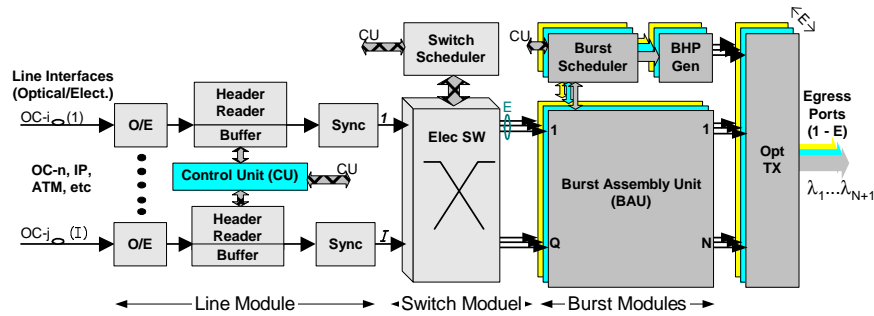 CU
Switch
Scheduler
CU
Burst
Scheduler
BHP
Gen
E
Line Interfaces
(Optical/Elect.)
OC-i (1)
O/E
Header
Reader
Buffer
Sync
1
Elec SW
E
1
1
Burst Assembly Unit
(BAU)
Q
N
Opt
TX
Egress
Ports
(1 - E)
λ1...λN+1
OC-n, IP,
ATM, etc
Control Unit (CU)
CU
OC-j (I)
O/E
Header
Reader
Buffer
Sync
I
Line Module
Switch Moduel
Burst Modules